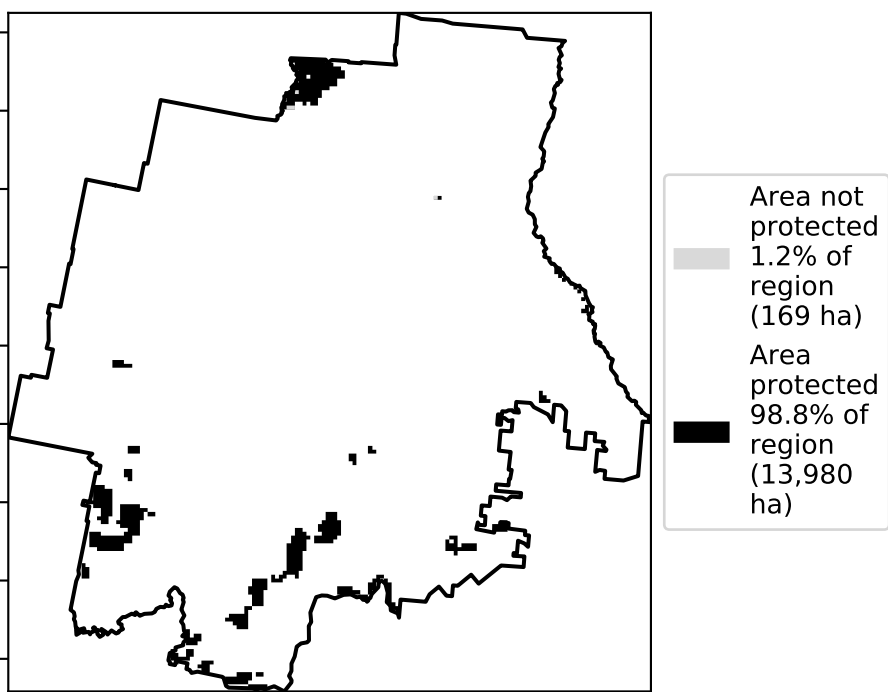 Area not
protected
1.2% of
region
(169 ha)
Area
protected
98.8% of
region
(13,980
ha)